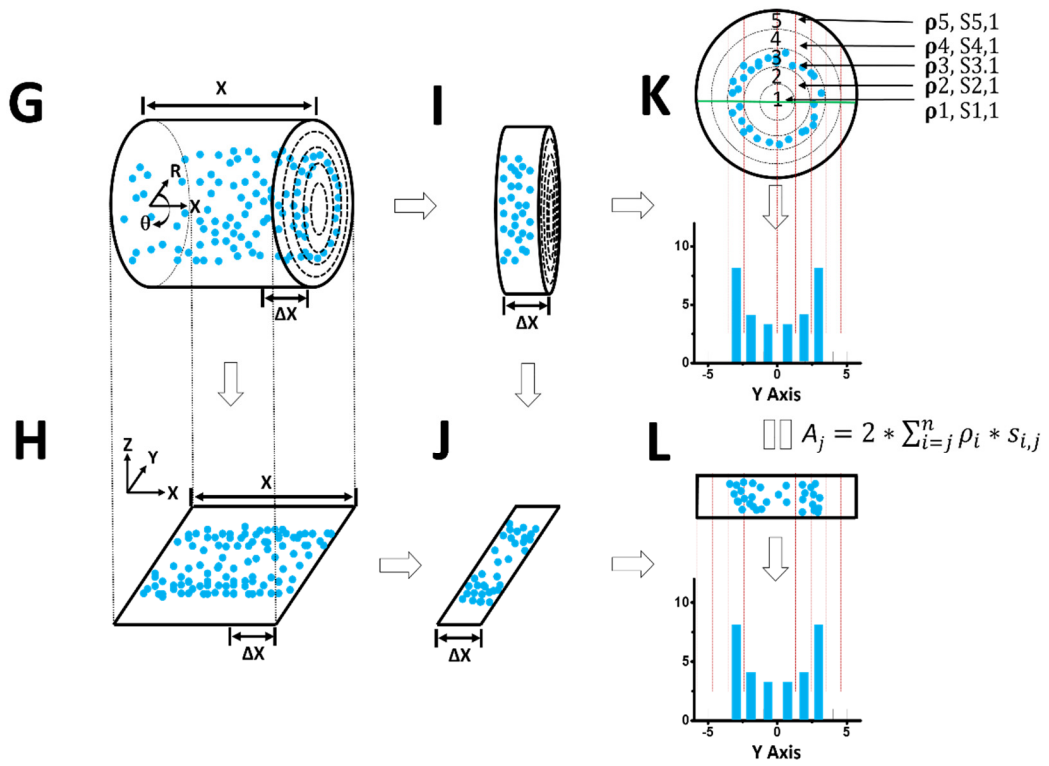 G
X
R
X
θ
ΔX
I
ΔX
K
5
4
3
2
1
ρ5, S5,1
ρ4, S4,1
ρ3, S3.1
ρ2, S2,1
ρ1, S1,1
10
5
0
-5 0 5
Y Axis
H
Z
Y
X
X
ΔX
J
ΔX
L
A_j = 2 * ∑_{i=j}^{n} ρ_i * s_{i,j}
10
5
0
-5 0 5
Y Axis